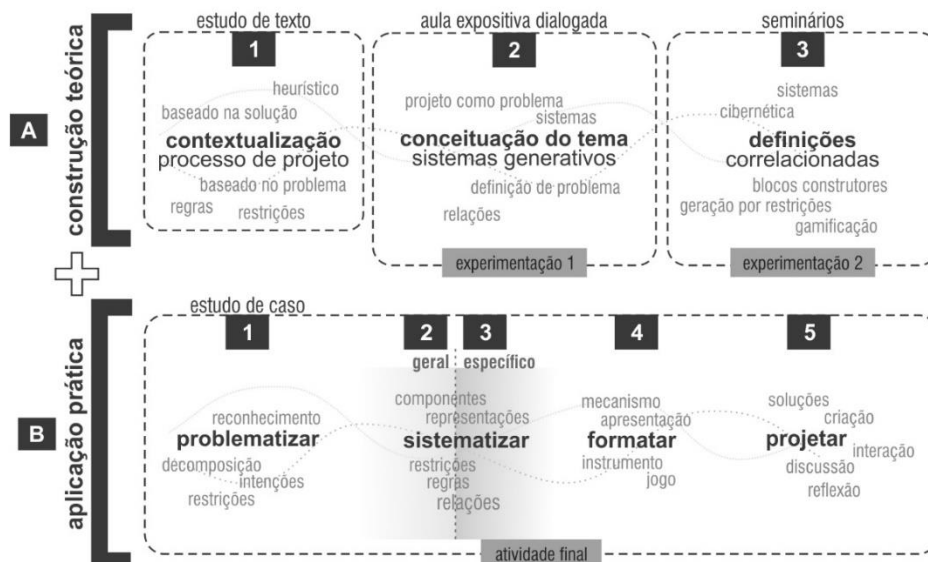 estudo de texto
aula expositiva dialogada
seminários
A
construção teórica
1
heurístico
baseado na solução
contextualização
processo de projeto
baseado no problema
regras
restrições
2
projeto como problema
sistemas
conceituação do tema
sistemas generativos
definição de problema
relações
experimentação 1
3
sistemas
cibernética
definições
correlacionadas
blocos construtores
geração por restrições
gamificação
experimentação 2
B
aplicação prática
estudo de caso
1
reconhecimento
problematizar
decomposição
intenções
restrições
2
3
geral
específico
componentes
representações
sistematizar
restrições
regras
relações
4
mecanismo
apresentação
formatar
instrumento
jogo
5
soluções
criação
projetar
interação
discussão
reflexão
atividade final